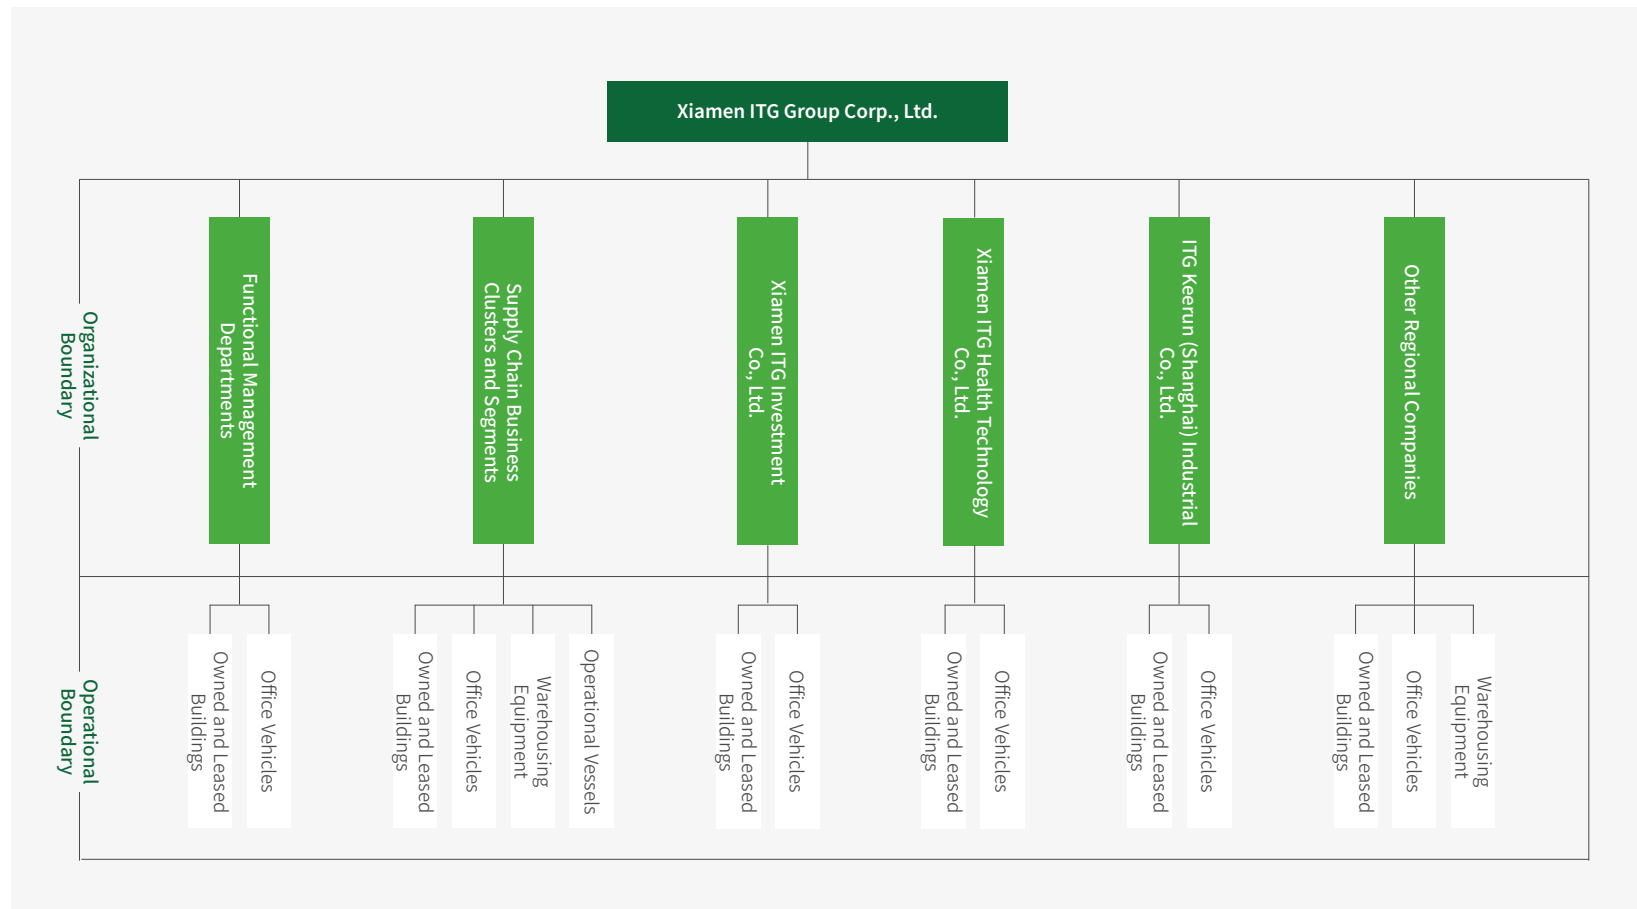 Xiamen ITG Group Corp., Ltd.
Organizational
Boundary
Functional Management
Departments
Supply Chain Business
Clusters and Segments
Xiamen ITG Investment
Co., Ltd.
Xiamen ITG Health Technology
Co., Ltd.
ITG Keerun (Shanghai) Industrial
Co., Ltd.
Other Regional Companies
Operational
Boundary
Owned and Leased
Buildings
Office Vehicles
Owned and Leased
Buildings
Office Vehicles
Warehousing
Equipment
Operational Vessels
Owned and Leased
Buildings
Office Vehicles
Owned and Leased
Buildings
Office Vehicles
Owned and Leased
Buildings
Office Vehicles
Owned and Leased
Buildings
Office Vehicles
Warehousing
Equipment